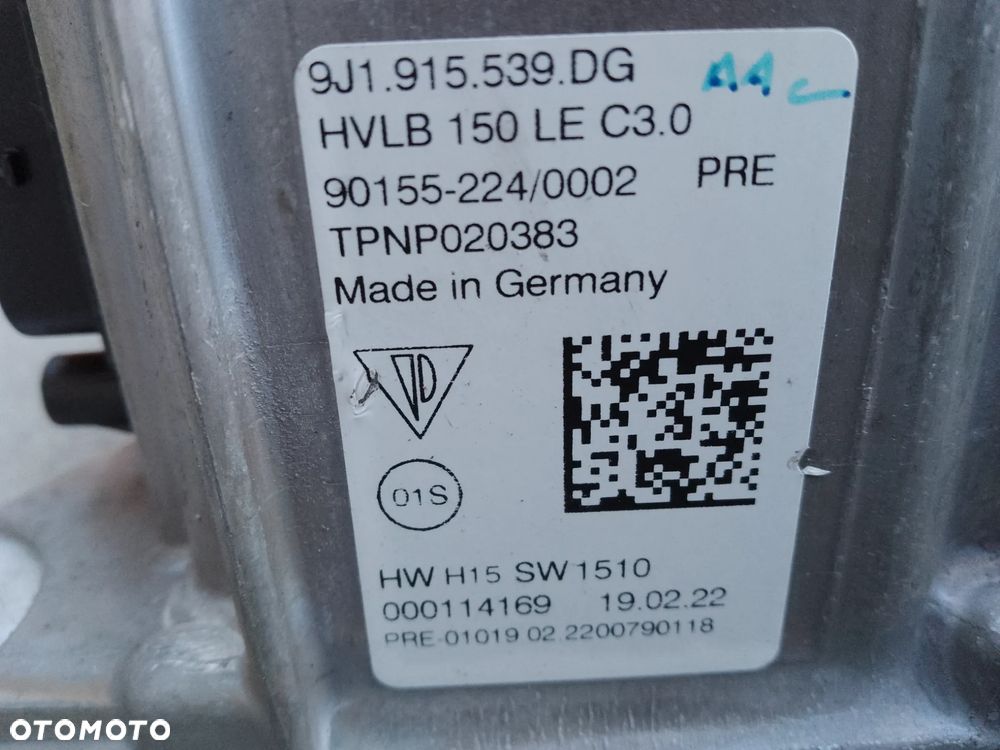 9J1.915.539.DG AAc
HVLB 150 LE C3.0
90155-224/0002 PRE
TPNP020383
Made in Germany
01S
HW H15 SW1510
000114169 19.02.22
PRE-01019 02 2200790118
OTOMOTO